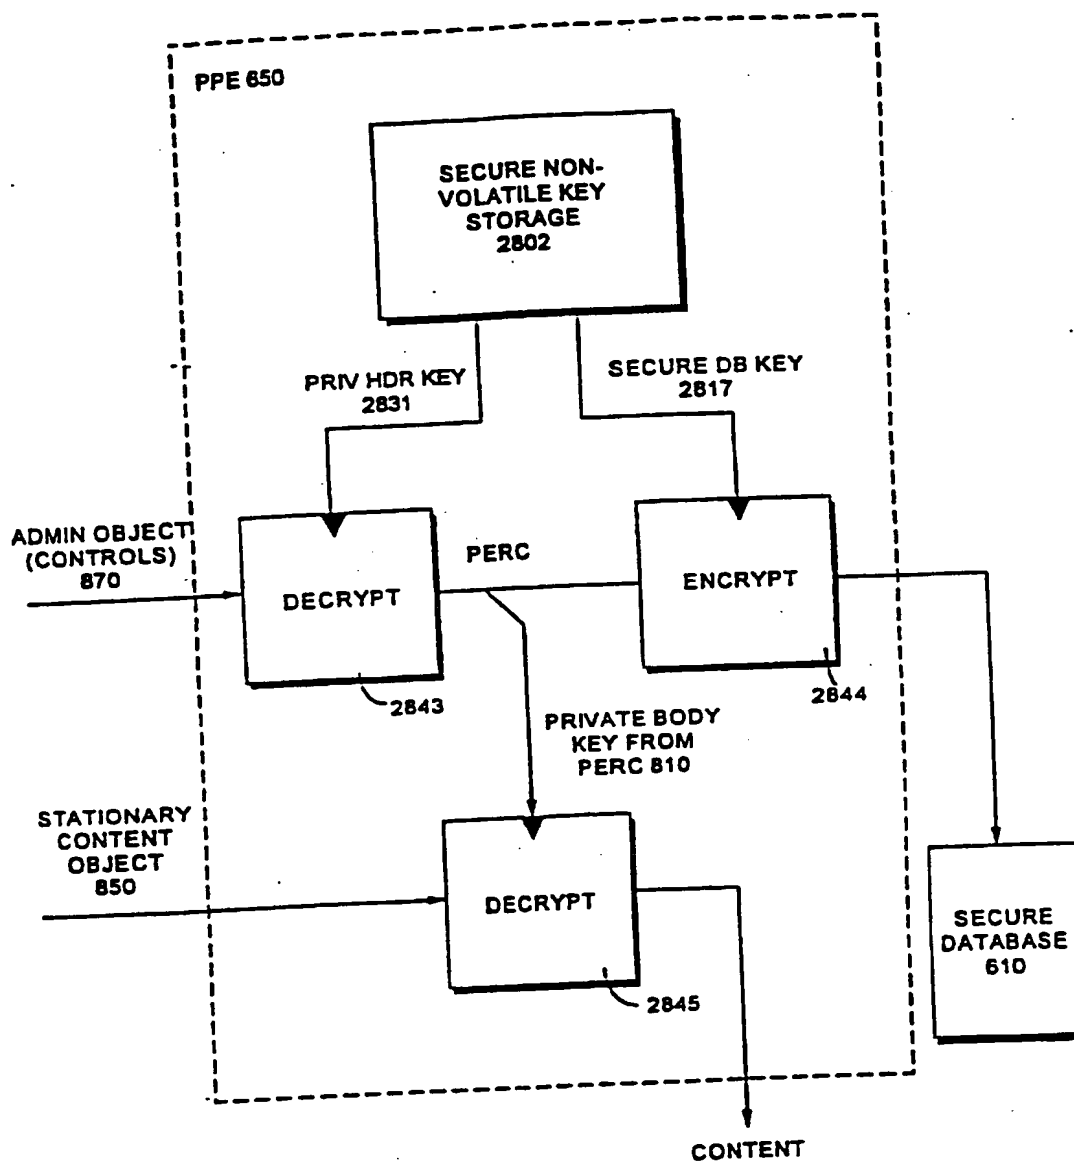 PPE 650
SECURE NON-
VOLATILE KEY
STORAGE
2802
PRIV HDR KEY
2831
SECURE DB KEY
2817
ADMIN OBJECT
(CONTROLS)
870
DECRYPT
PERC
ENCRYPT
2843
2844
PRIVATE BODY
KEY FROM
PERC 810
STATIONARY
CONTENT
OBJECT
850
DECRYPT
2845
SECURE
DATABASE
610
CONTENT